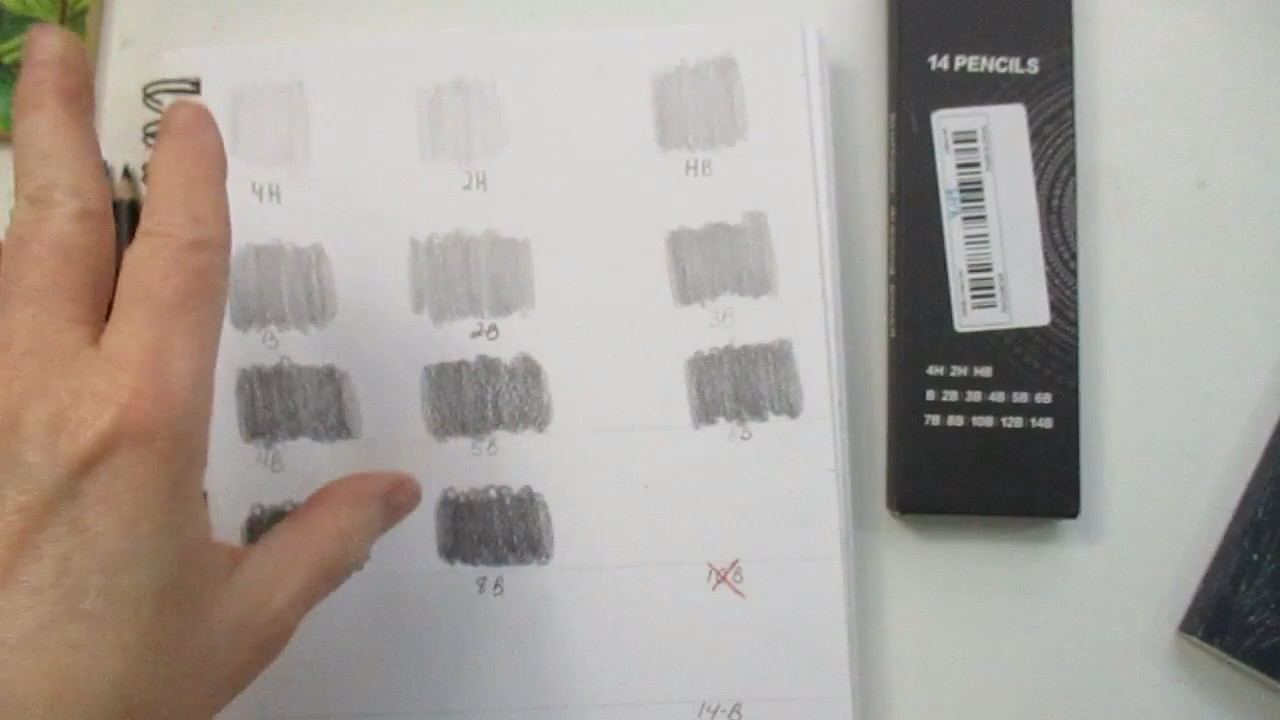 4H 2H HB
B 2B 3B
4B 5B 6B
8B 10B
14-B
14 PENCILS
4H 2H HB
B 2B 3B 4B 5B 6B
7B 8B 10B 12B 14B